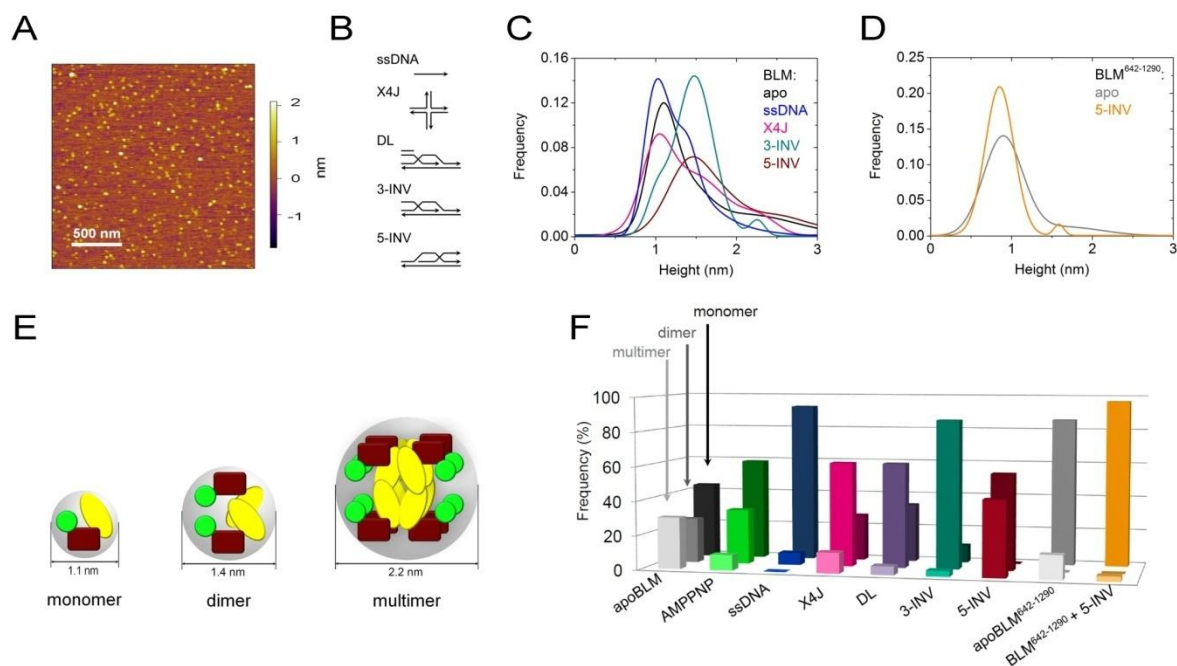 A
2
1
0
-1
nm
500 nm
B
ssDNA
X4J
DL
3-INV
5-INV
C
0.16
0.12
0.08
0.04
0.00
Frequency
0 1 2 3
Height (nm)
BLM:
apo
ssDNA
X4J
3-INV
5-INV
D
0.25
0.20
0.15
0.10
0.05
0.00
Frequency
0 1 2 3
Height (nm)
BLM642-1290:
apo
5-INV
E
1.1 nm
monomer
1.4 nm
dimer
2.2 nm
multimer
F
monomer
dimer
multimer
100
80
60
40
20
0
Frequency (%)
apoBLM
AMPPNP
ssDNA
X4J
DL
3-INV
5-INV
apoBLM642-1290
BLM642-1290 + 5-INV